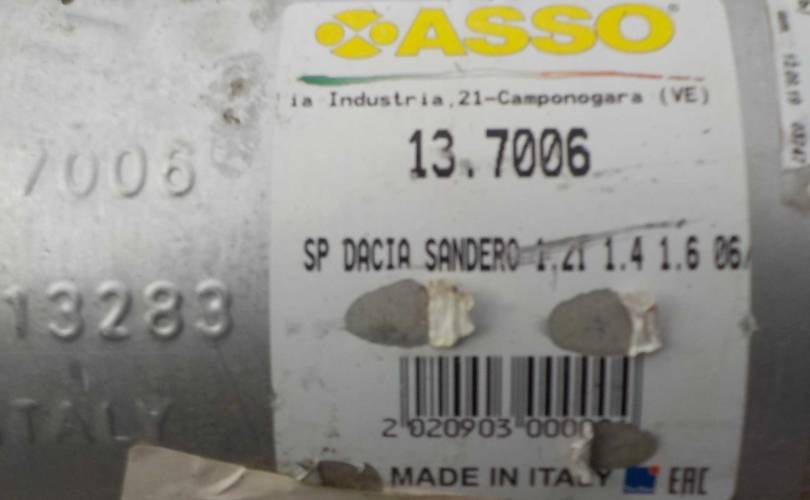 ASSO
ia Industria,21-Camponogara (VE)
13.7006
SP DACIA SANDERO 1.2i 1.4 1.6 06/
2 020903 0000
MADE IN ITALY EAC
7006
13283
ITALY